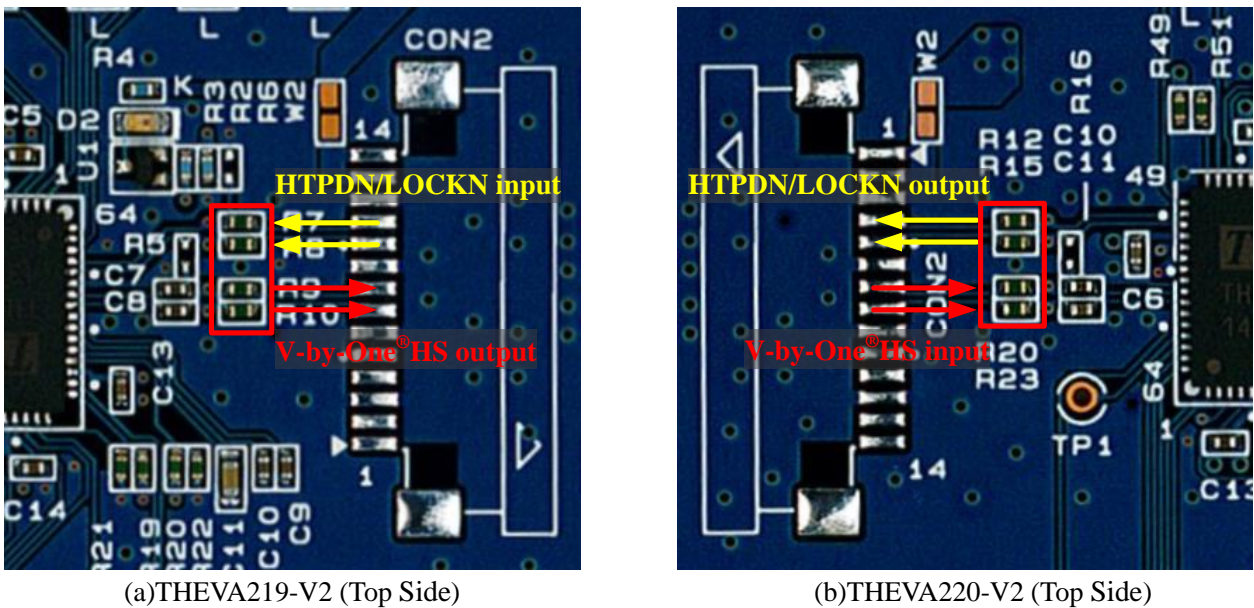 L L L
R4
CON2
K
R3
R2
R6
W2
C5
D2
U1
1
14
HTPDN/LOCKN input
64
R7
R8
R5
C7
C8
R9
R10
V-by-One®HS output
C13
1
C14
R21
R19
R20
R22
C11
C10
C9
(a)THEVA219-V2 (Top Side)
W2
R49
R51
L
R16
1
R12
R15
C10
C11
49
HTPDN/LOCKN output
CON2
C6
V-by-One®HS input
R20
R23
64
1
TP1
14
C13
(b)THEVA220-V2 (Top Side)